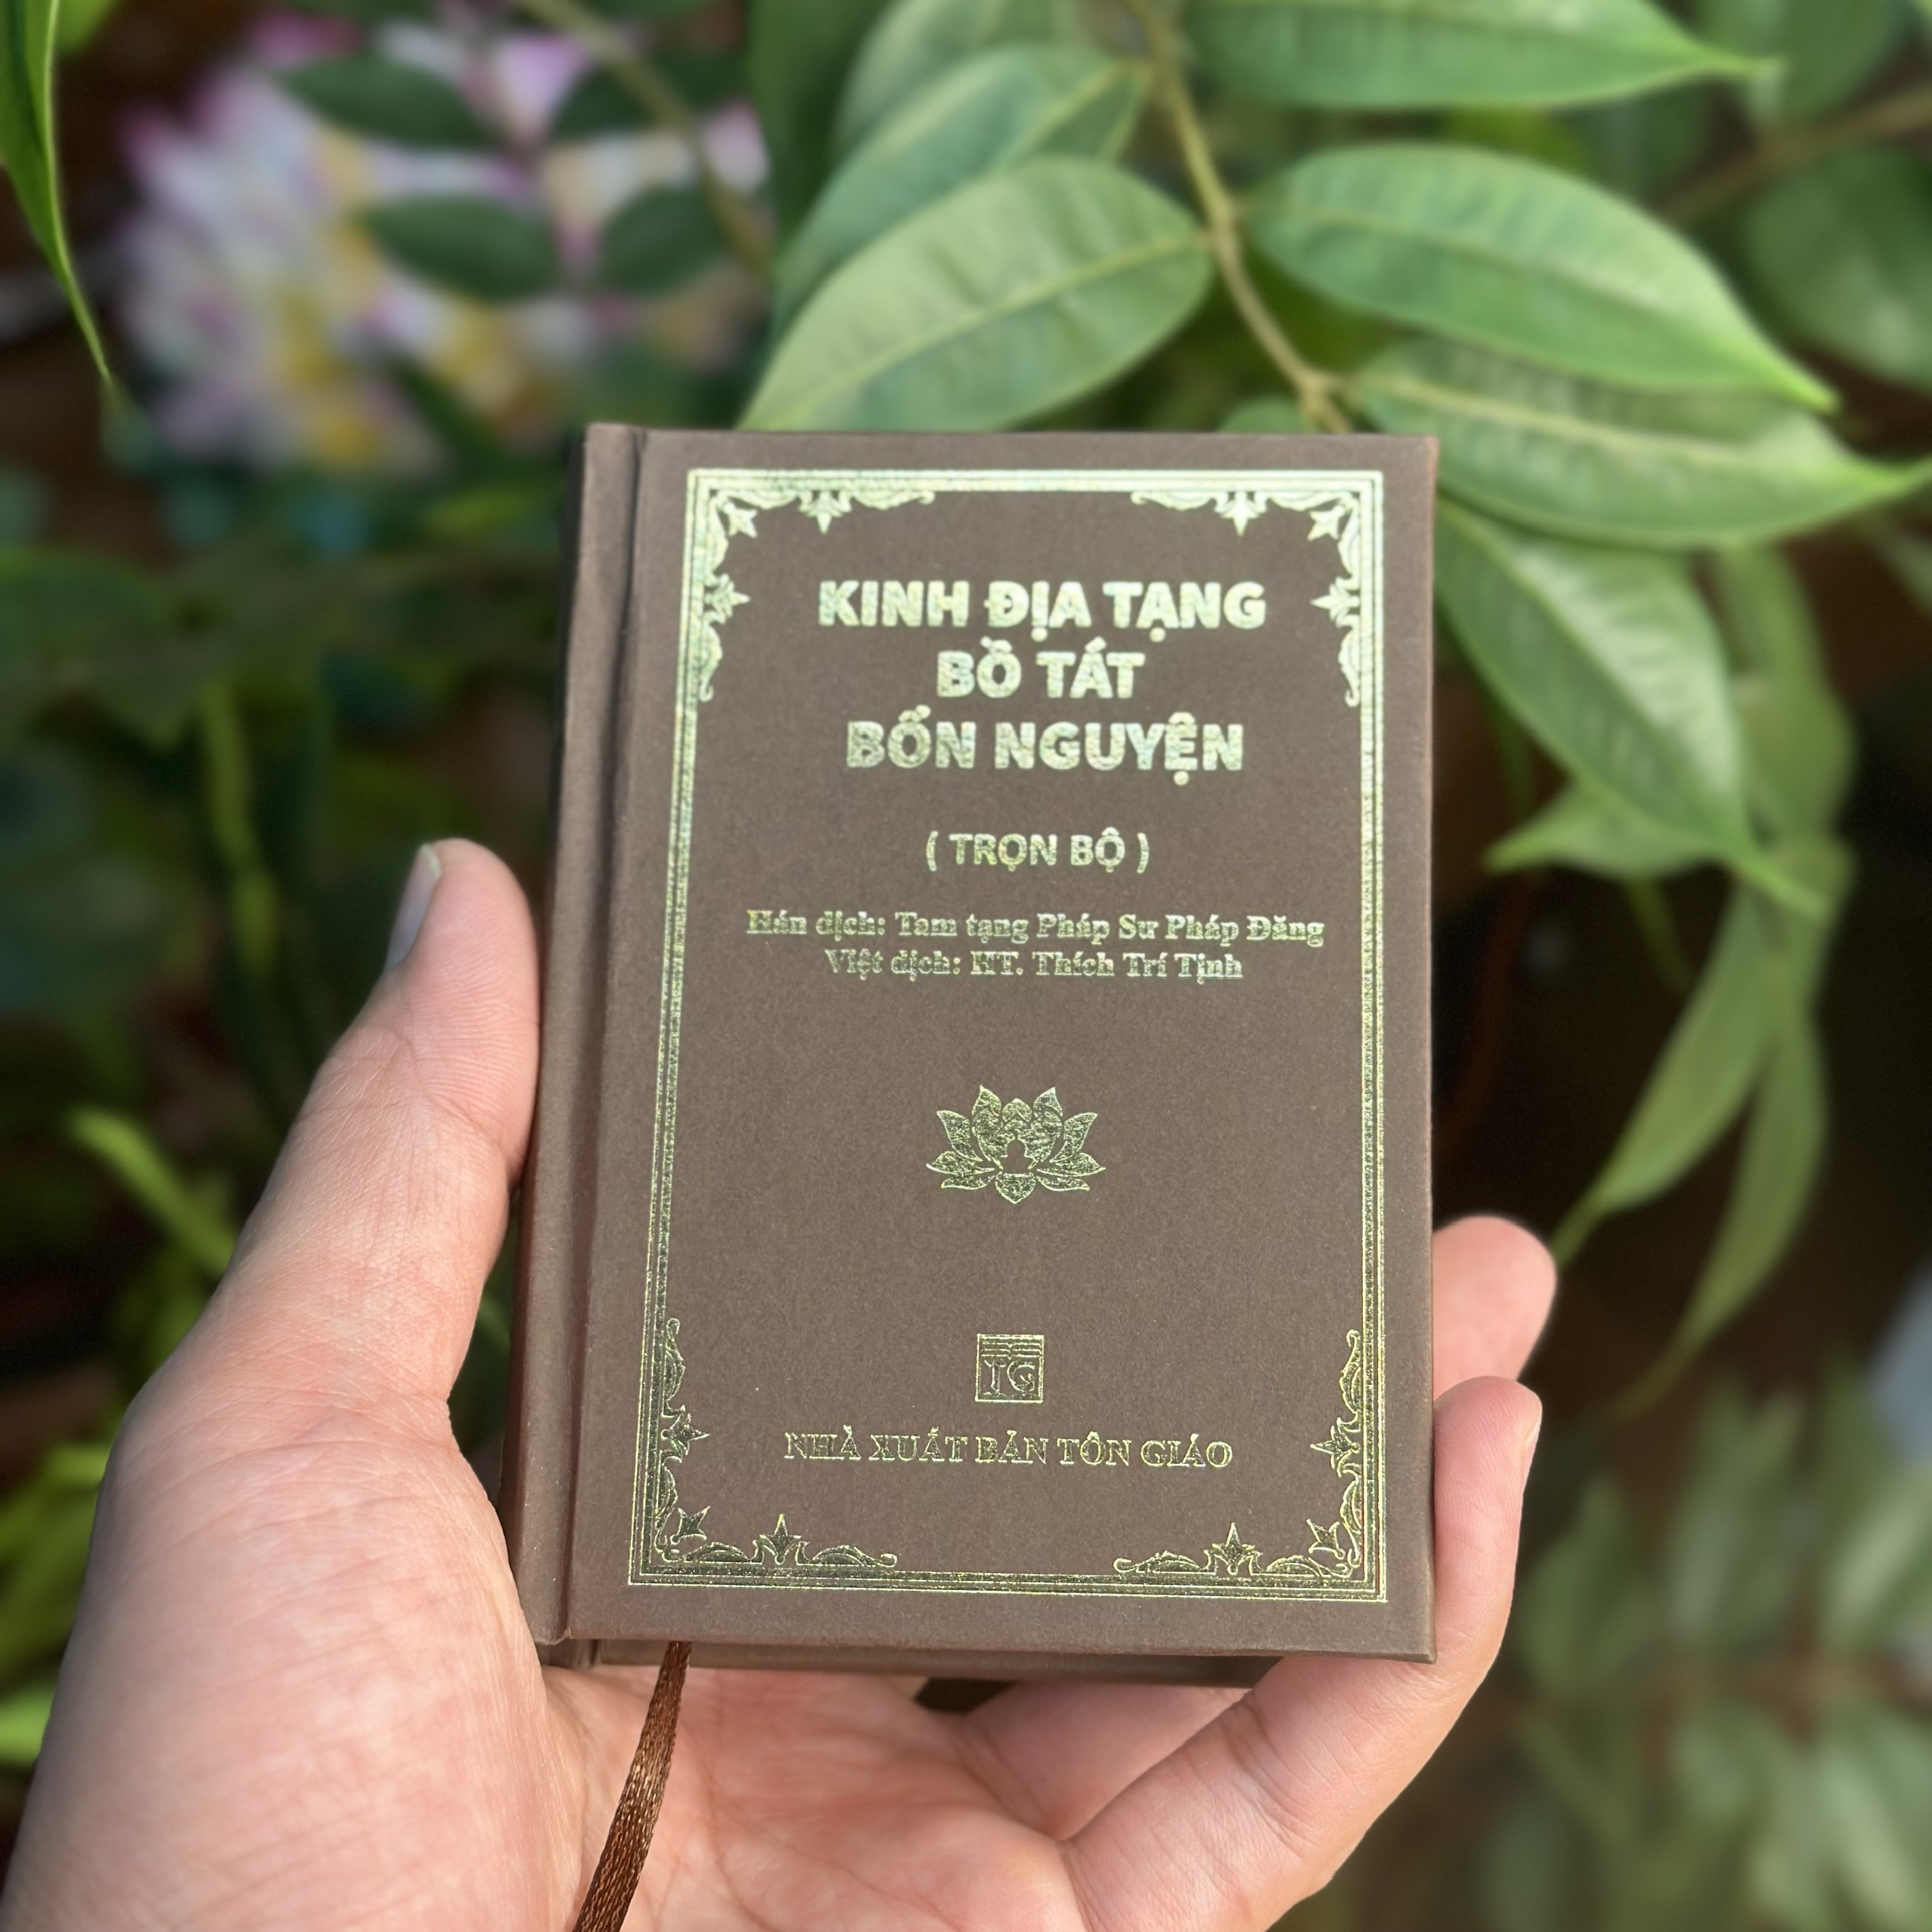 KINH ĐỊA TẠNG
BỒ TÁT
BỔN NGUYỆN
( TRỌN BỘ )
Hán dịch: Tam tạng Pháp Sư Pháp Đăng
Việt dịch: HT. Thích Trí Tịnh
TG
NHÀ XUẤT BẢN TÔN GIÁO